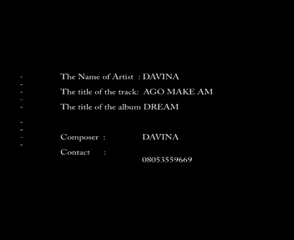 The Name of Artist : DAVINA
The title of the track: AGO MAKE AM
The title of the album DREAM
Composer : DAVINA
Contact :
08053559669